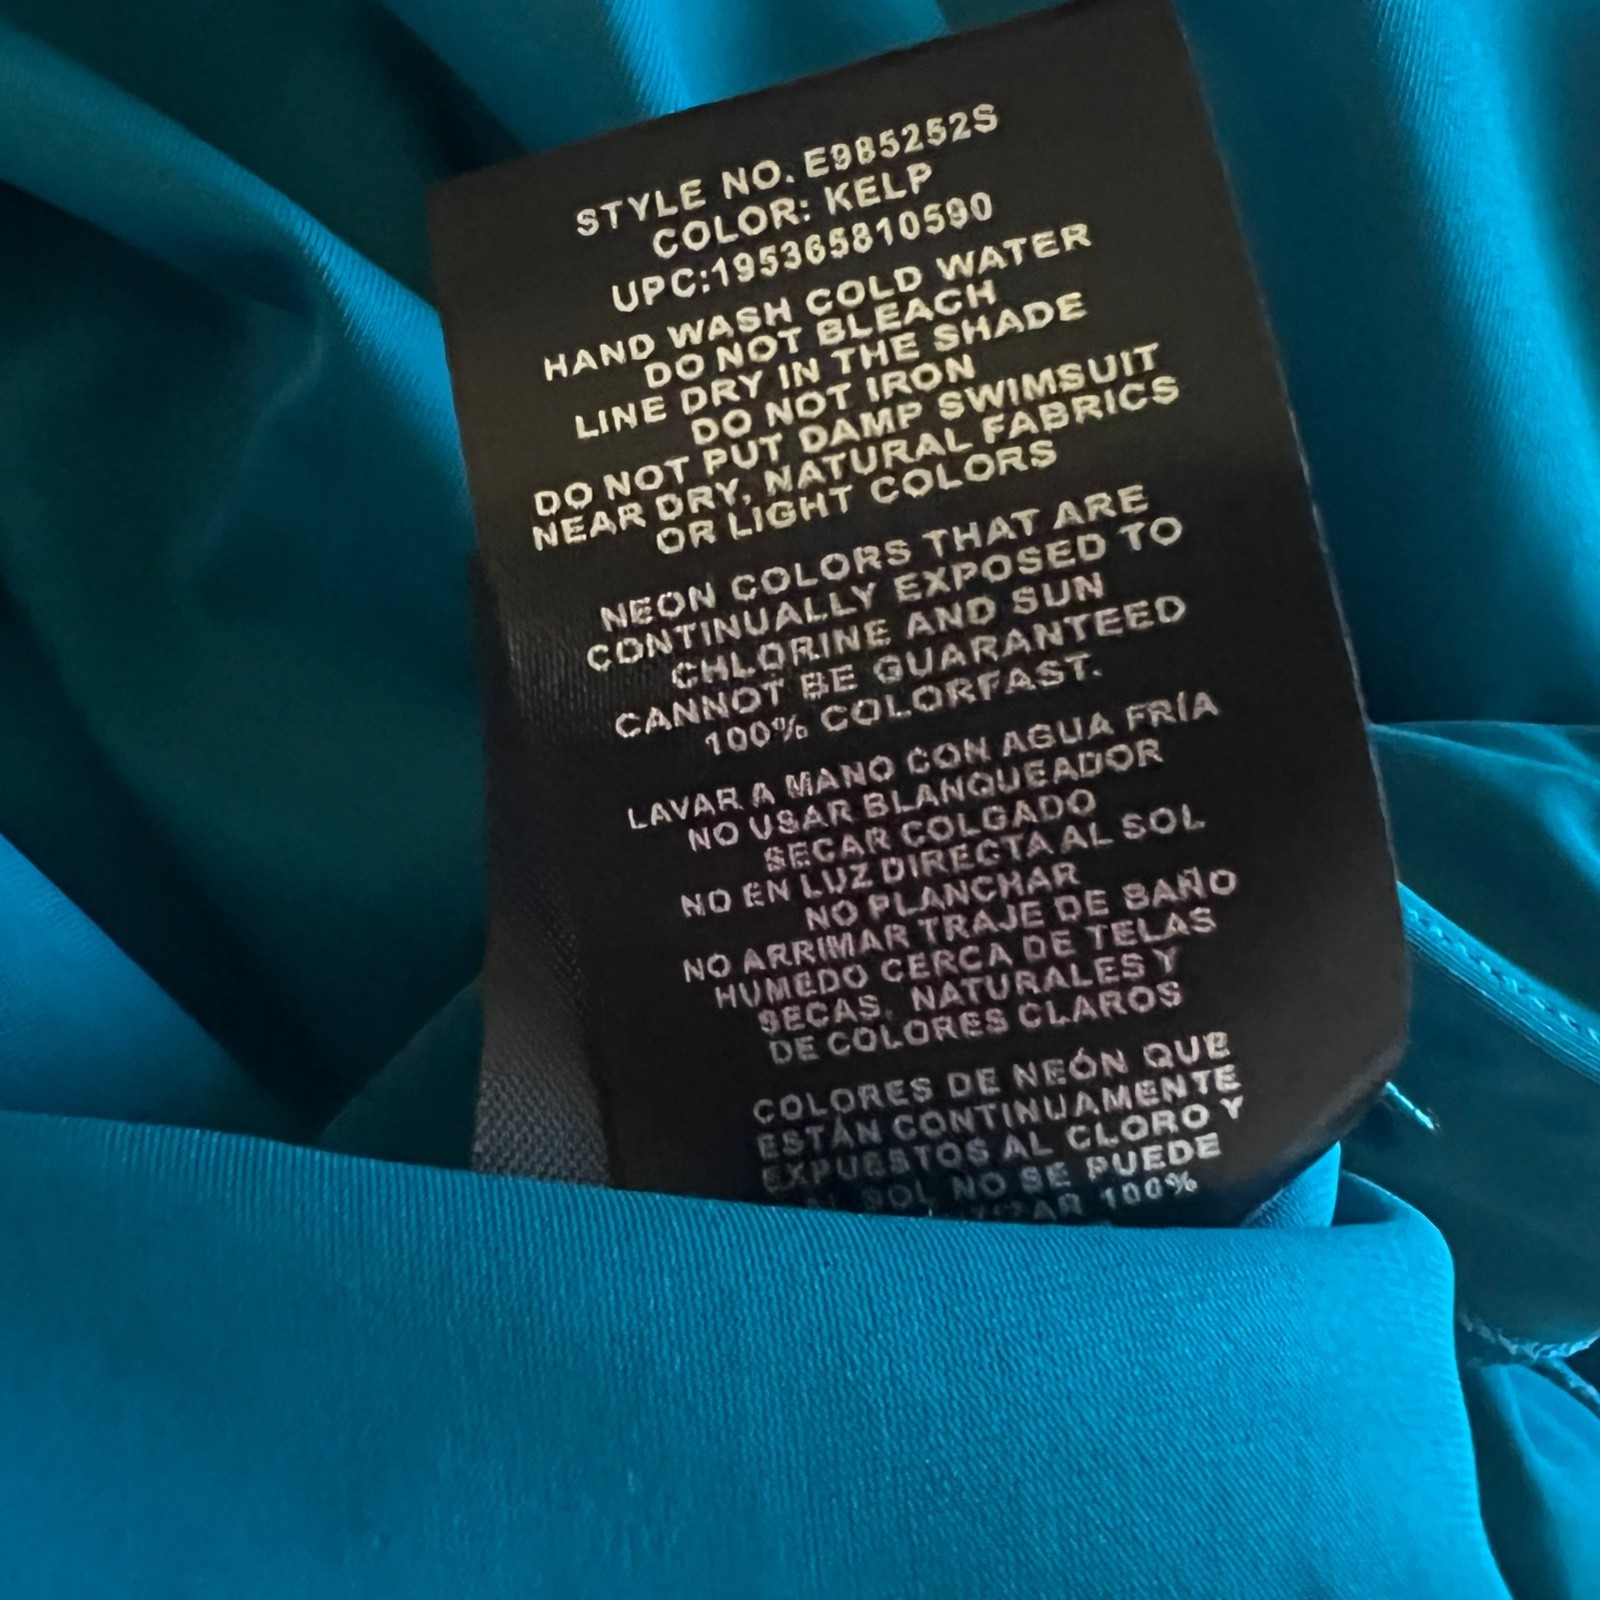 STYLE NO. E985252S
COLOR: KELP
UPC:195365810590
HAND WASH COLD WATER
DO NOT BLEACH
LINE DRY IN THE SHADE
DO NOT IRON
DO NOT PUT DAMP SWIMSUIT
NEAR DRY, NATURAL FABRICS
OR LIGHT COLORS
NEON COLORS THAT ARE
CONTINUALLY EXPOSED TO
CHLORINE AND SUN
CANNOT BE GUARANTEED
100% COLORFAST.
LAVAR A MANO CON AGUA FRÍA
NO USAR BLANQUEADOR
SECAR COLGADO
NO EN LUZ DIRECTA AL SOL
NO PLANCHAR
NO ARRIMAR TRAJE DE BAÑO
HUMEDO CERCA DE TELAS
SECAS, NATURALES Y
DE COLORES CLAROS
COLORES DE NEÓN QUE
ESTÁN CONTINUAMENTE
EXPUESTOS AL CLORO Y
SOL NO SE PUEDE
100%